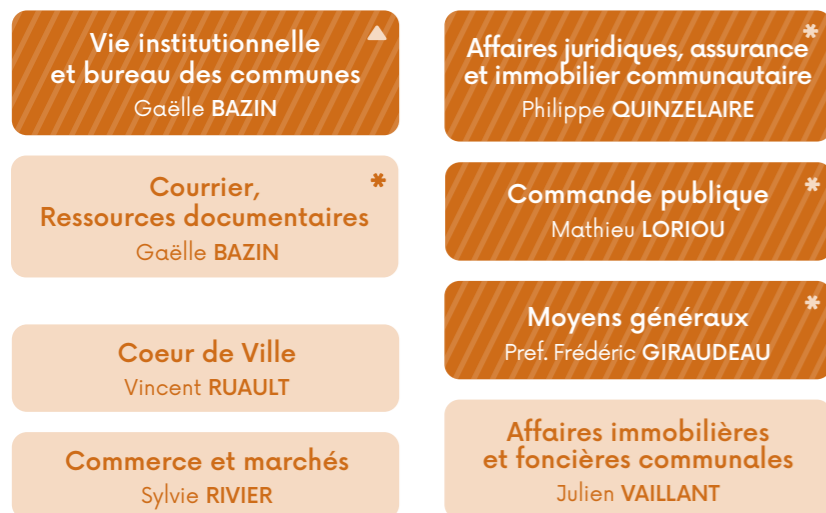 Vie institutionnelle
et bureau des communes
Gaëlle BAZIN
Courrier,
Ressources documentaires
Gaëlle BAZIN
Coeur de Ville
Vincent RUAULT
Commerce et marchés
Sylvie RIVIER
Affaires juridiques, assurance
et immobilier communautaire
Philippe QUINZELAIRE
Commande publique
Mathieu LORIOU
Moyens généraux
Pref. Frédéric GIRAUDEAU
Affaires immobilières
et foncières communales
Julien VAILLANT